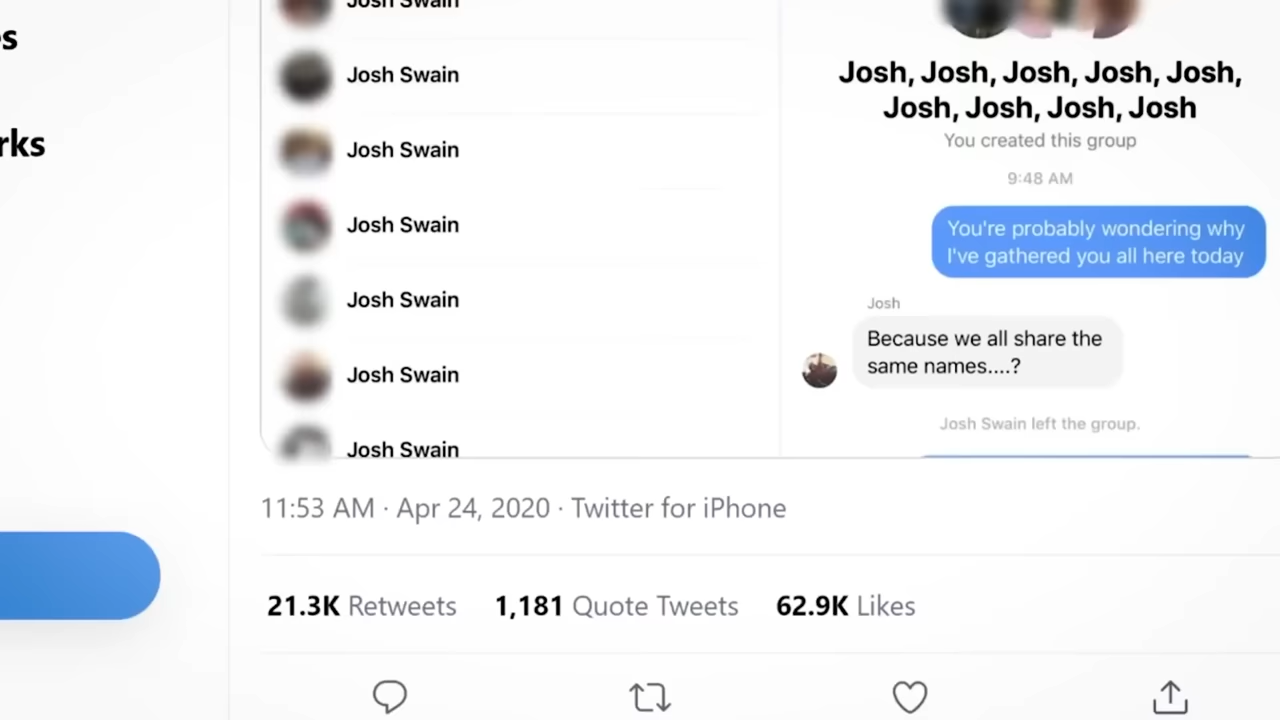 es
rks
Josh Swain
Josh Swain
Josh Swain
Josh Swain
Josh Swain
Josh Swain
Josh Swain
Josh, Josh, Josh, Josh, Josh,
Josh, Josh, Josh, Josh
You created this group
9:48 AM
You're probably wondering why
I've gathered you all here today
Josh
Because we all share the
same names....?
Josh Swain left the group.
11:53 AM · Apr 24, 2020 · Twitter for iPhone
21.3K Retweets 1,181 Quote Tweets 62.9K Likes